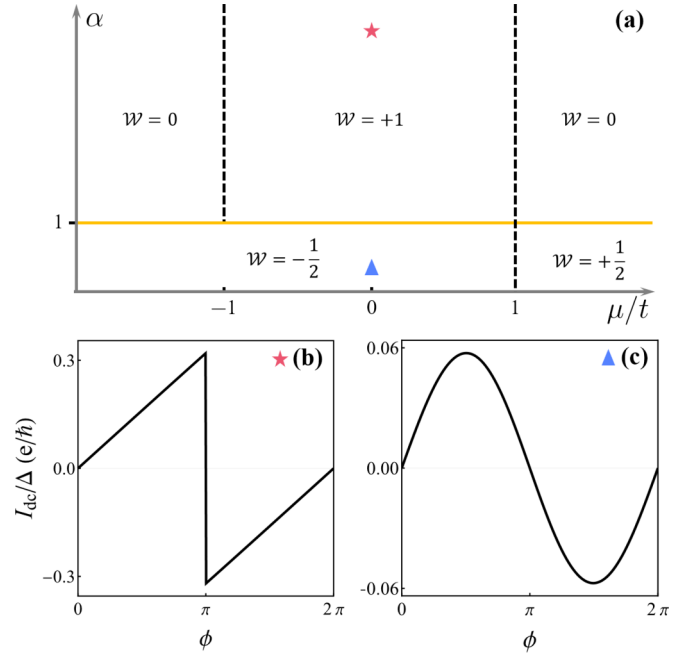 α (a)
𝒲 = 0 𝒲 = +1 𝒲 = 0
1
𝒲 = −1/2 𝒲 = +1/2
−1 0 1 μ/t
(b) (c)
0.3 0.06
0.0 0.00
−0.3 -0.06
I_dc/Δ (e/ħ)
0 π 2π 0 π 2π
ϕ ϕ